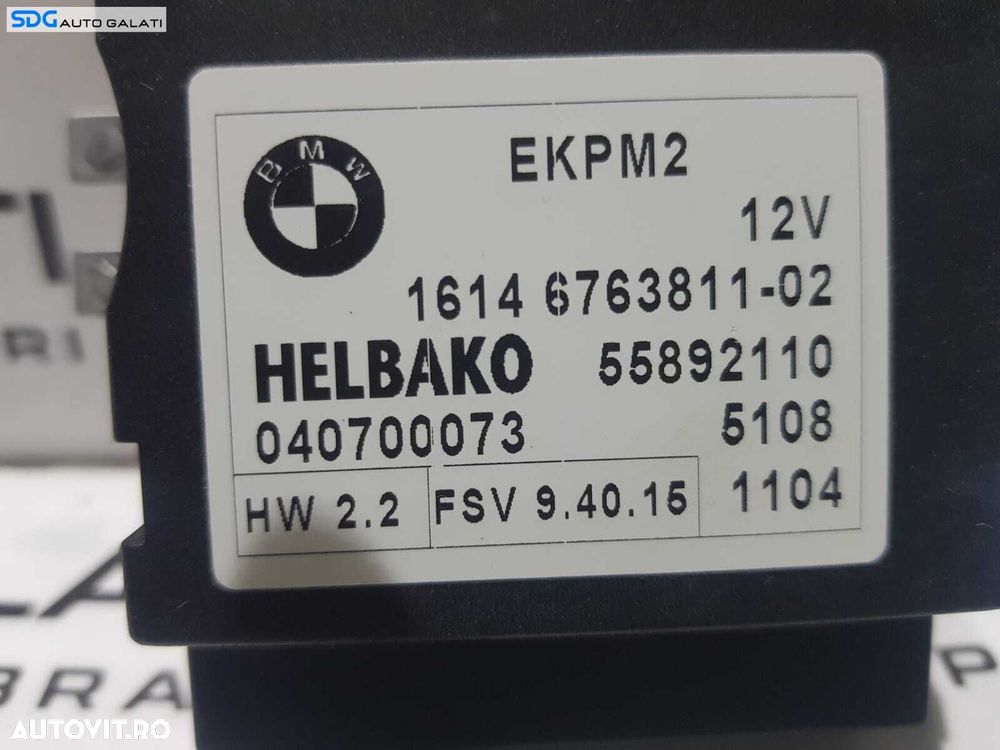 SDG AUTO GALATI
BMW
EKPM2
12V
1614 6763811-02
HELBAKO 55892110
040700073 5108
HW 2.2 FSV 9.40.15 1104
AUTOVIT.RO